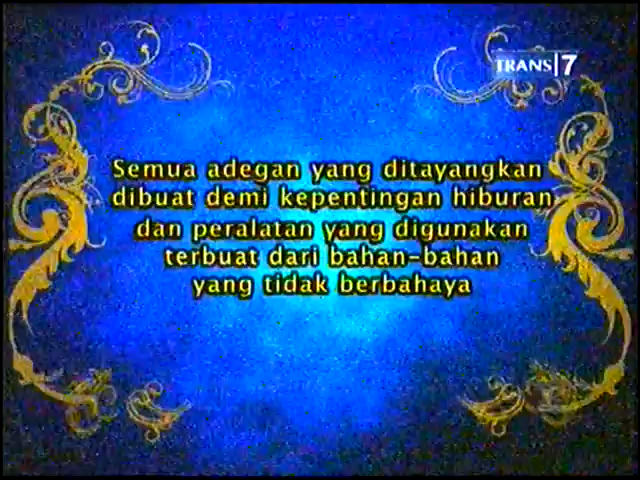 TRANS|7
Semua adegan yang ditayangkan
dibuat demi kepentingan hiburan
dan peralatan yang digunakan
terbuat dari bahan-bahan
yang tidak berbahaya